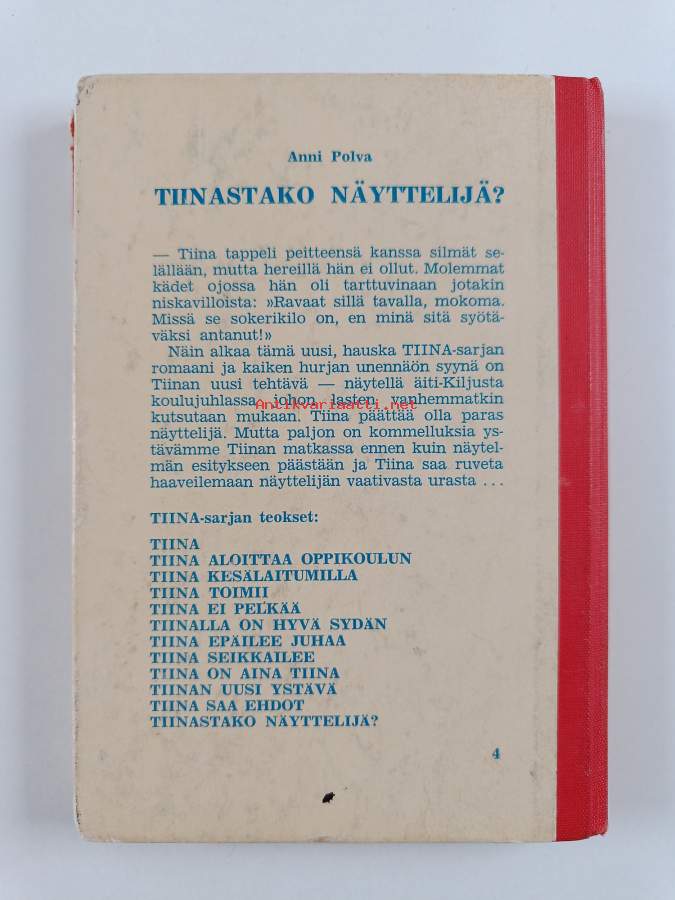 Anni Polva
TIINASTAKO NÄYTTELIJÄ?
— Tiina tappeli peitteensä kanssa silmät se-
lällään, mutta hereillä hän ei ollut. Molemmat
kädet ojossa hän oli tarttuvinaan jotakin
niskavilloista: »Ravaat sillä tavalla, mokoma.
Missä se sokerikilo on, en minä sitä syötä-
väksi antanut!»
Näin alkaa tämä uusi, hauska TIINA-sarjan
romaani ja kaiken hurjan unennäön syynä on
Tiinan uusi tehtävä — näytellä äiti-Kiljusta
koulujuhlassa, johon lasten vanhemmatkin
Antikvariaatti.net
kutsutaan mukaan. Tiina päättää olla paras
näyttelijä. Mutta paljon on kommelluksia ys-
tävämme Tiinan matkassa ennen kuin näytel-
män esitykseen päästään ja Tiina saa ruveta
haaveilemaan näyttelijän vaativasta urasta ...
TIINA-sarjan teokset:
TIINA
TIINA ALOITTAA OPPIKOULUN
TIINA KESÄLAITUMILLA
TIINA TOIMII
TIINA EI PELKÄÄ
TIINALLA ON HYVÄ SYDÄN
TIINA EPÄILEE JUHAA
TIINA SEIKKAILEE
TIINA ON AINA TIINA
TIINAN UUSI YSTÄVÄ
TIINA SAA EHDOT
TIINASTAKO NÄYTTELIJÄ?
4